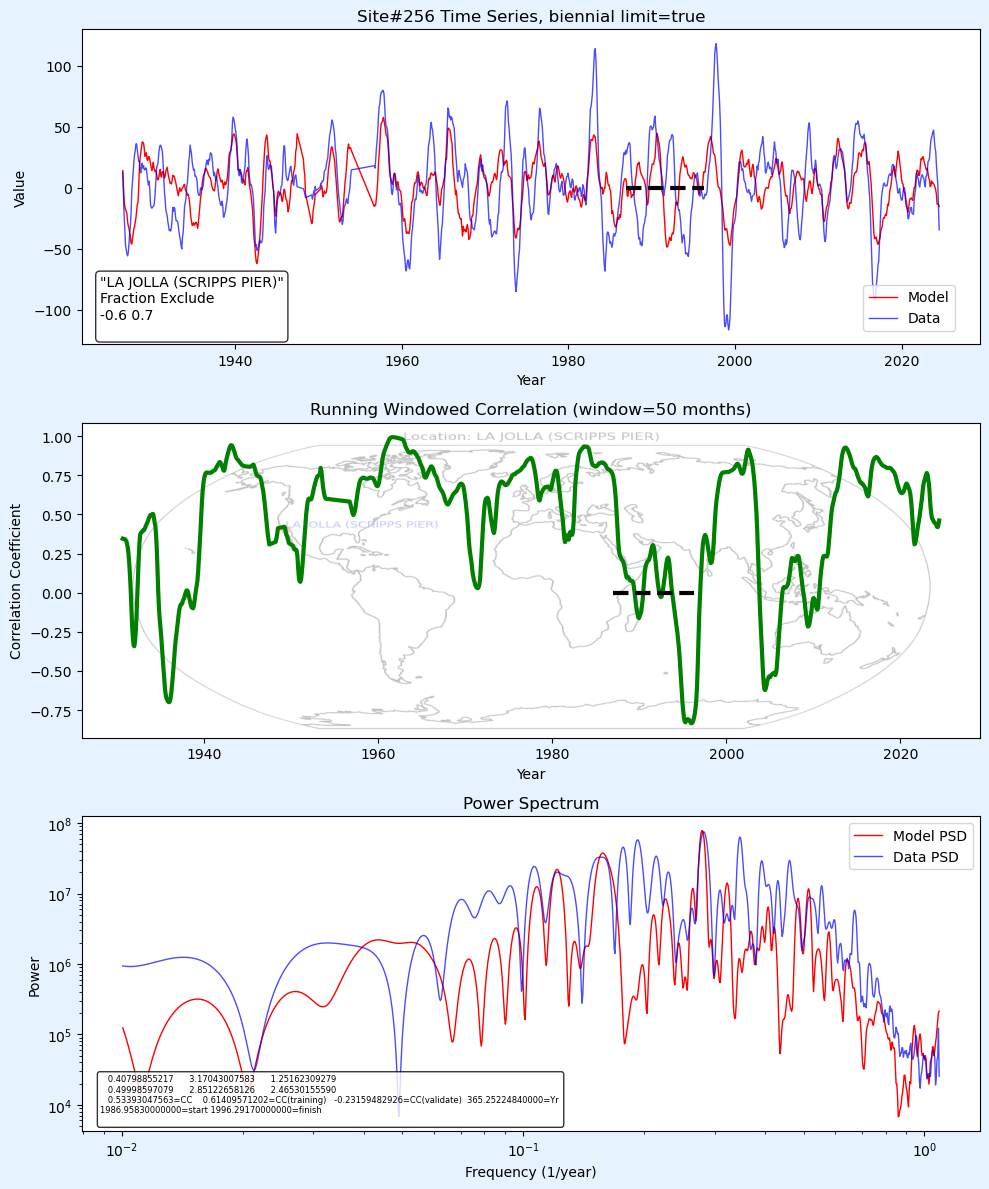 Site#256 Time Series, biennial limit=true
Value
100
50
0
−50
−100
"LA JOLLA (SCRIPPS PIER)"
Fraction Exclude
-0.6 0.7
Model
Data
1940
1960
1980
2000
2020
Year
Running Windowed Correlation (window=50 months)
Correlation Coefficient
1.00
0.75
0.50
0.25
0.00
−0.25
−0.50
−0.75
Location: LA JOLLA (SCRIPPS PIER)
LA JOLLA (SCRIPPS PIER)
1940
1960
1980
2000
2020
Year
Power Spectrum
Power
10⁸
10⁷
10⁶
10⁵
10⁴
Model PSD
Data PSD
0.40798855217 3.17043007583 1.25162309279
0.49998597079 2.85122658126 2.46530155590
0.53393047563=CC 0.61409571202=CC(training) -0.23159482926=CC(validate) 365.25224840000=Yr
1986.95830000000=start 1996.29170000000=finish
10⁻²
10⁻¹
10⁰
Frequency (1/year)